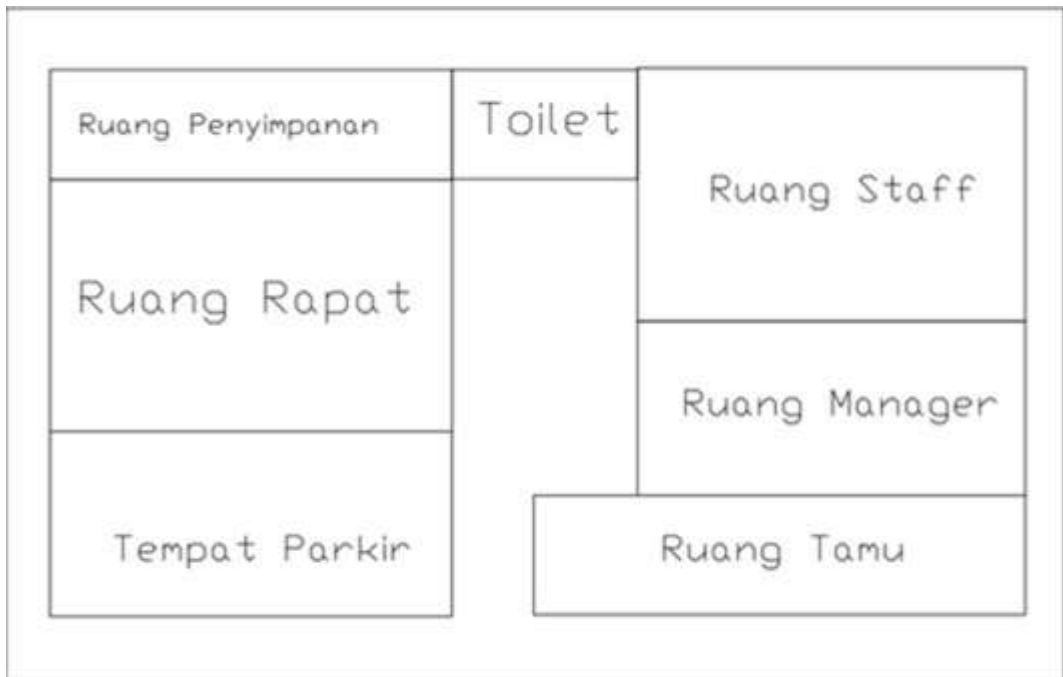 Ruang Penyimpanan
Toilet
Ruang Staff
Ruang Rapat
Ruang Manager
Tempat Parkir
Ruang Tamu